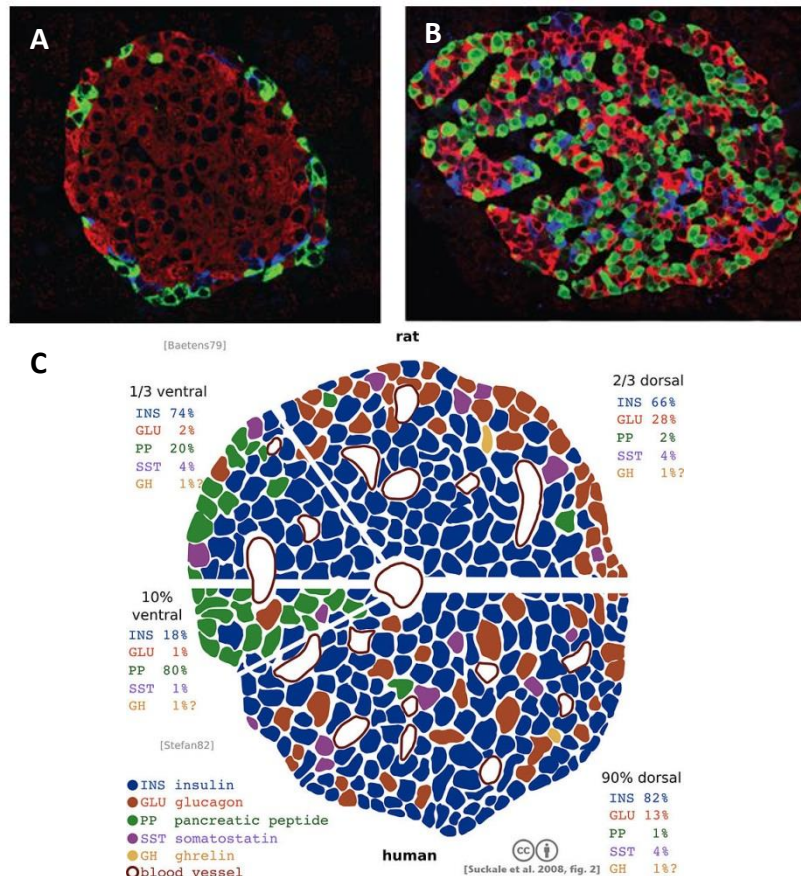 A
B
[Baetens79]
rat
C
1/3 ventral
INS 74%
GLU 2%
PP 20%
SST 4%
GH 1%?
2/3 dorsal
INS 66%
GLU 28%
PP 2%
SST 4%
GH 1%?
10%
ventral
INS 18%
GLU 1%
PP 80%
SST 1%
GH 1%?
[Stefan82]
INS insulin
GLU glucagon
PP pancreatic peptide
SST somatostatin
GH ghrelin
blood vessel
human
cc
[Suckale et al. 2008, fig. 2]
90% dorsal
INS 82%
GLU 13%
PP 1%
SST 4%
GH 1%?